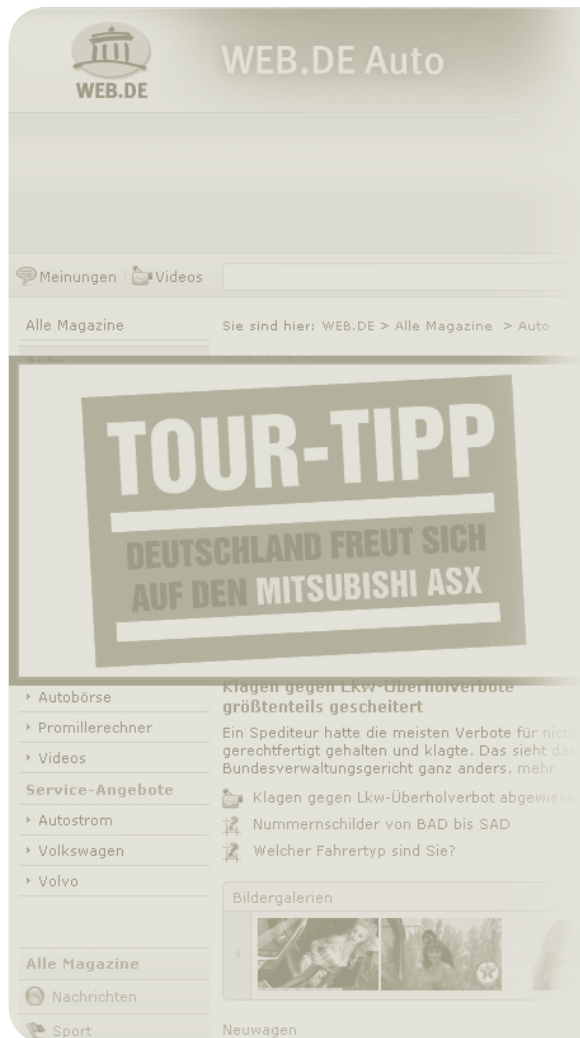 WEB.DE
WEB.DE Auto
Meinungen
Videos
Alle Magazine
Sie sind hier: WEB.DE > Alle Magazine > Auto
TOUR-TIPP
DEUTSCHLAND FREUT SICH
AUF DEN MITSUBISHI ASX
Autobörse
Promillerechner
Videos
Service-Angebote
Autostrom
Volkswagen
Volvo
Alle Magazine
Nachrichten
Sport
Klagen gegen Lkw-Überholverbote
größtenteils gescheitert
Ein Spediteur hatte die meisten Verbote für nicht
gerechtfertigt gehalten und klagte. Das sieht das
Bundesverwaltungsgericht ganz anders. mehr
Klagen gegen Lkw-Überholverbot abgewiesen
Nummernschilder von BAD bis SAD
Welcher Fahrertyp sind Sie?
Bildergalerien
Neuwagen